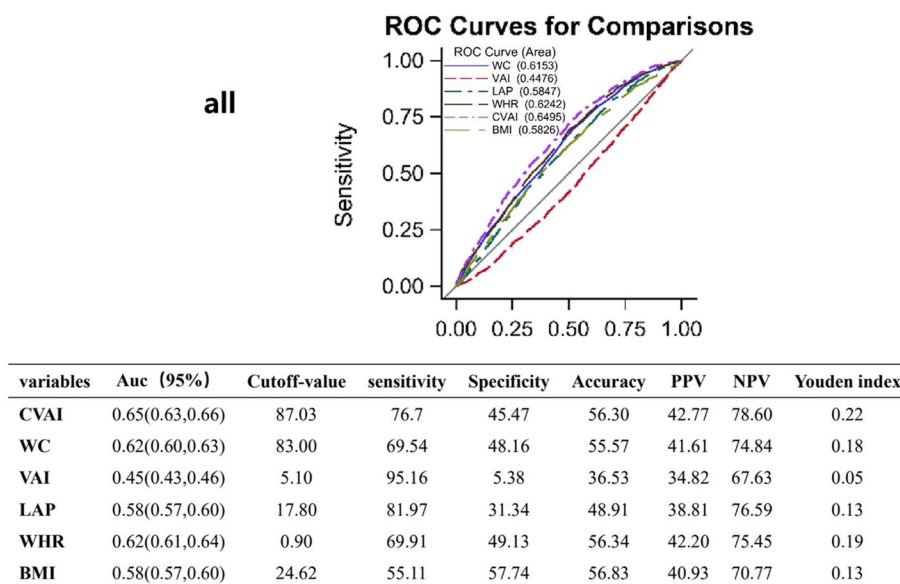 ROC Curves for Comparisons
all
ROC Curve (Area)
WC (0.6153)
VAI (0.4476)
LAP (0.5847)
WHR (0.6242)
CVAI (0.6495)
BMI (0.5826)
Sensitivity
1.00
0.75
0.50
0.25
0.00
0.00 0.25 0.50 0.75 1.00
variables Auc (95%) Cutoff-value sensitivity Specificity Accuracy PPV NPV Youden index
CVAI 0.65(0.63,0.66) 87.03 76.7 45.47 56.30 42.77 78.60 0.22
WC 0.62(0.60,0.63) 83.00 69.54 48.16 55.57 41.61 74.84 0.18
VAI 0.45(0.43,0.46) 5.10 95.16 5.38 36.53 34.82 67.63 0.05
LAP 0.58(0.57,0.60) 17.80 81.97 31.34 48.91 38.81 76.59 0.13
WHR 0.62(0.61,0.64) 0.90 69.91 49.13 56.34 42.20 75.45 0.19
BMI 0.58(0.57,0.60) 24.62 55.11 57.74 56.83 40.93 70.77 0.13